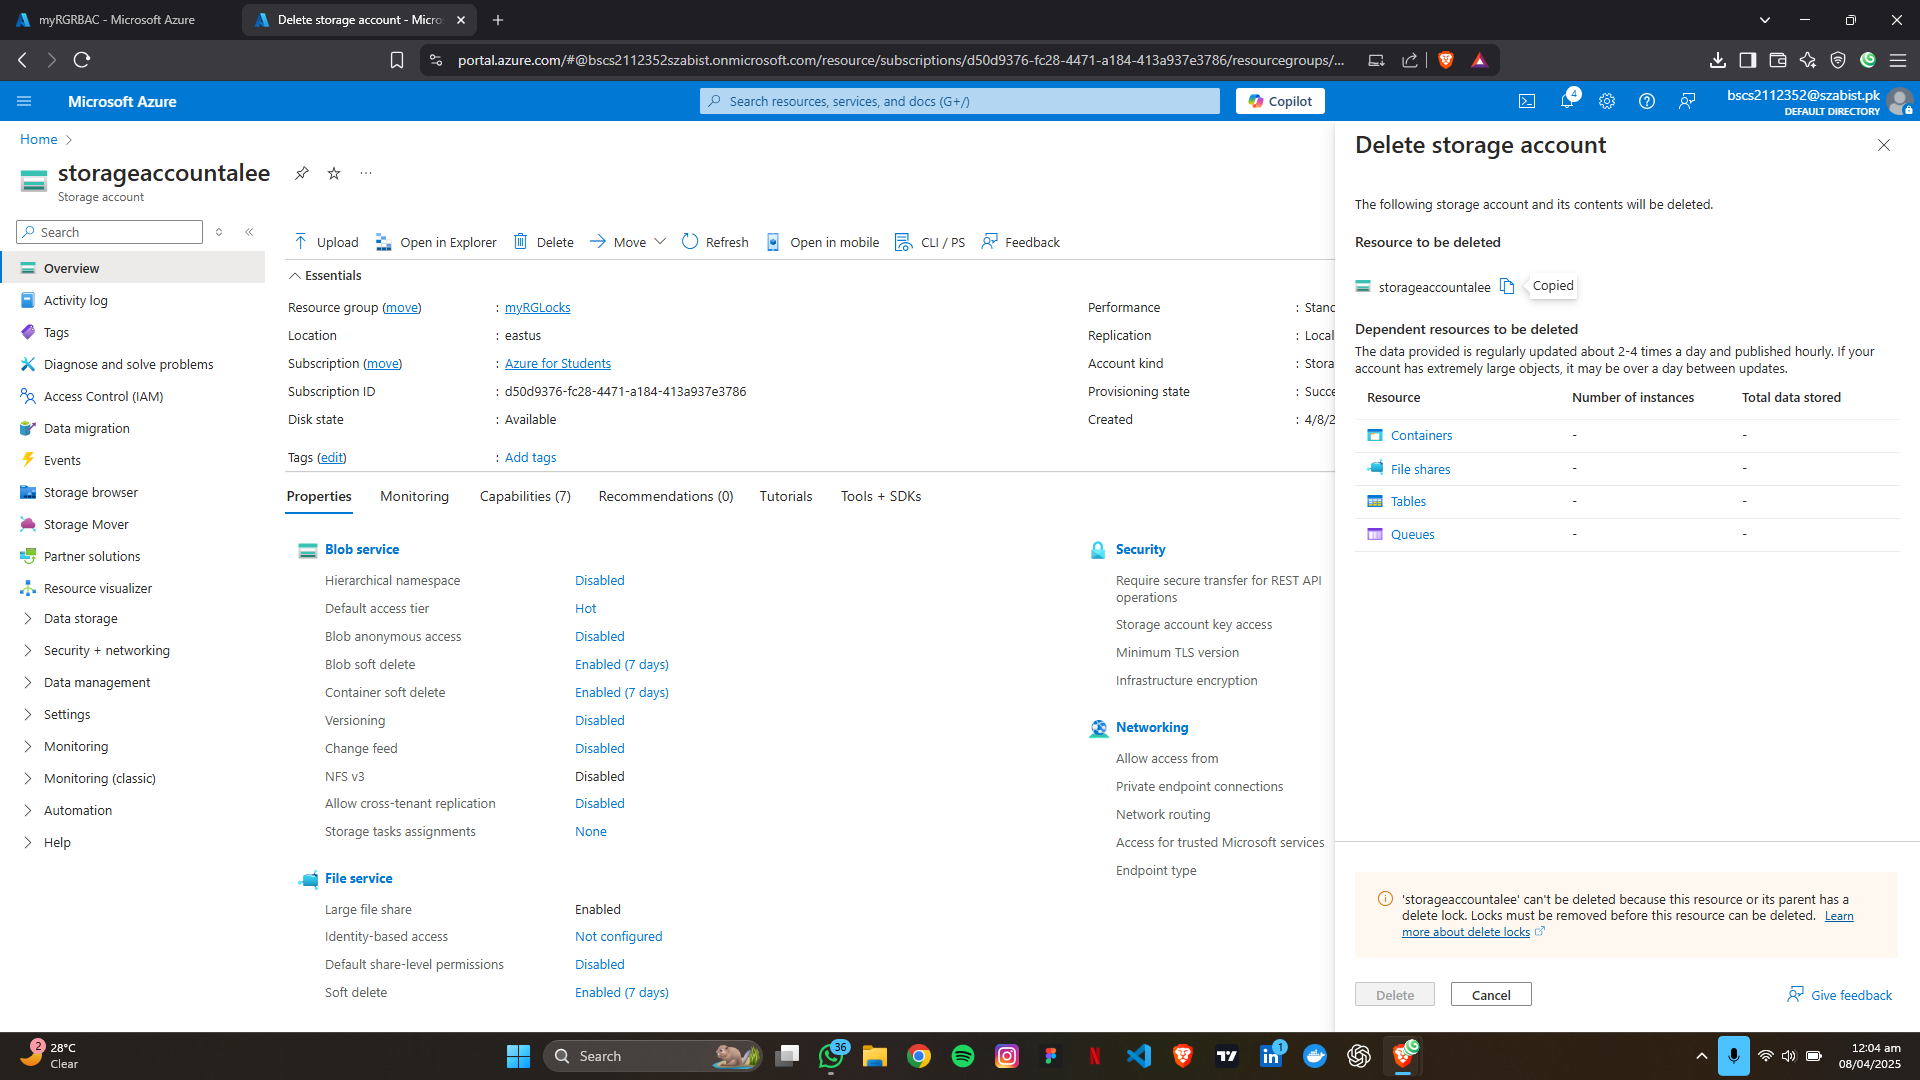 myRGRBAC - Microsoft Azure
Delete storage account - Micro
portal.azure.com/#@bscs2112352szabist.onmicrosoft.com/resource/subscriptions/d50d9376-fc28-4471-a184-413a937e3786/resourcegroups/...
Microsoft Azure
Search resources, services, and docs (G+/)
Copilot
4
bscs2112352@szabist.pk
DEFAULT DIRECTORY
Home
storageaccountalee
Storage account
Search
Overview
Activity log
Tags
Diagnose and solve problems
Access Control (IAM)
Data migration
Events
Storage browser
Storage Mover
Partner solutions
Resource visualizer
Data storage
Security + networking
Data management
Settings
Monitoring
Monitoring (classic)
Automation
Help
Upload Open in Explorer Delete Move Refresh Open in mobile CLI / PS Feedback
Essentials
Resource group (move) : myRGLocks
Location : eastus
Subscription (move) : Azure for Students
Subscription ID : d50d9376-fc28-4471-a184-413a937e3786
Disk state : Available
Tags (edit) : Add tags
Performance : Stand
Replication : Local
Account kind : Stora
Provisioning state : Succe
Created : 4/8/2
Properties Monitoring Capabilities (7) Recommendations (0) Tutorials Tools + SDKs
Blob service
Hierarchical namespace Disabled
Default access tier Hot
Blob anonymous access Disabled
Blob soft delete Enabled (7 days)
Container soft delete Enabled (7 days)
Versioning Disabled
Change feed Disabled
NFS v3 Disabled
Allow cross-tenant replication Disabled
Storage tasks assignments None
File service
Large file share Enabled
Identity-based access Not configured
Default share-level permissions Disabled
Soft delete Enabled (7 days)
Security
Require secure transfer for REST API
operations
Storage account key access
Minimum TLS version
Infrastructure encryption
Networking
Allow access from
Private endpoint connections
Network routing
Access for trusted Microsoft services
Endpoint type
Delete storage account
The following storage account and its contents will be deleted.
Resource to be deleted
storageaccountalee Copied
Dependent resources to be deleted
The data provided is regularly updated about 2-4 times a day and published hourly. If your
account has extremely large objects, it may be over a day between updates.
Resource Number of instances Total data stored
Containers - -
File shares - -
Tables - -
Queues - -
'storageaccountalee' can't be deleted because this resource or its parent has a
delete lock. Locks must be removed before this resource can be deleted. Learn
more about delete locks
Delete Cancel Give feedback
2
28°C
Clear
Search
36
1
12:04 am
08/04/2025